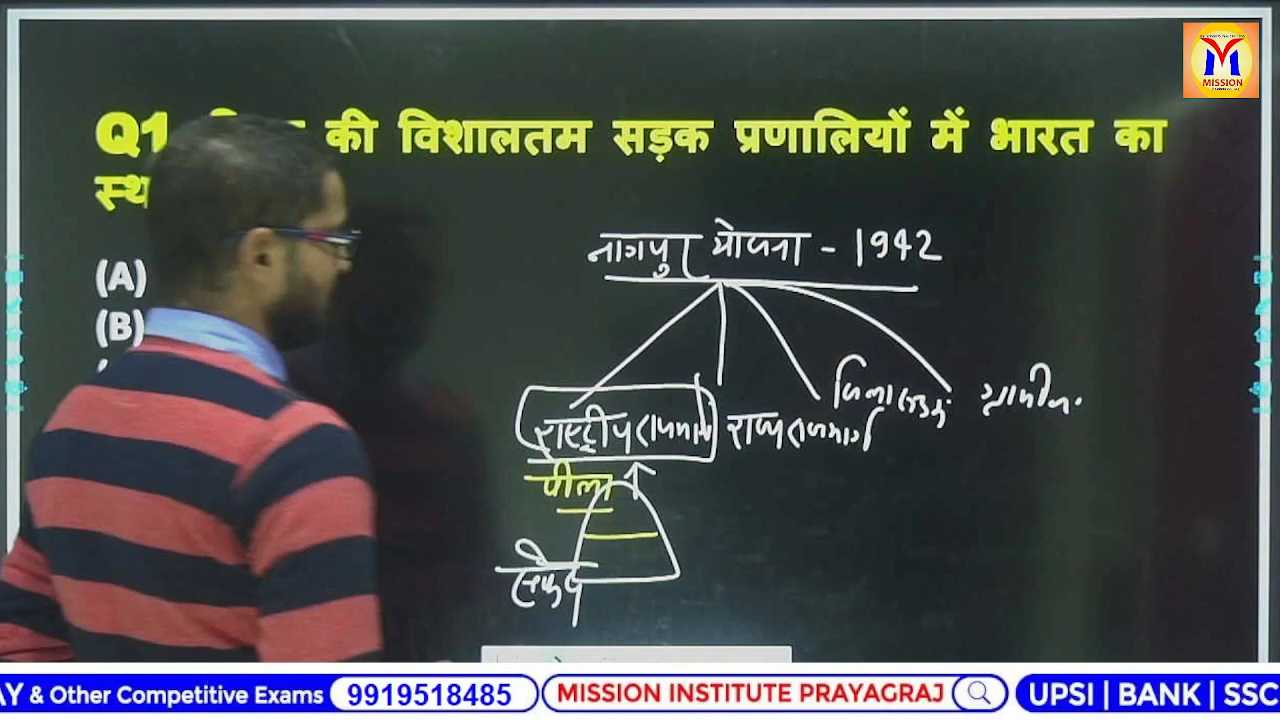 MISSION
Q1 की विशालतम सड़क प्रणालियों में भारत का
स्थ
(A)
(B)
नागपुर योजना - 1942
राष्ट्रीय राजमार्ग राज्य राजमार्ग जिला सड़कें ग्रामीण
पीला
सफेद
AY & Other Competitive Exams 9919518485 MISSION INSTITUTE PRAYAGRAJ UPSI | BANK | SSC